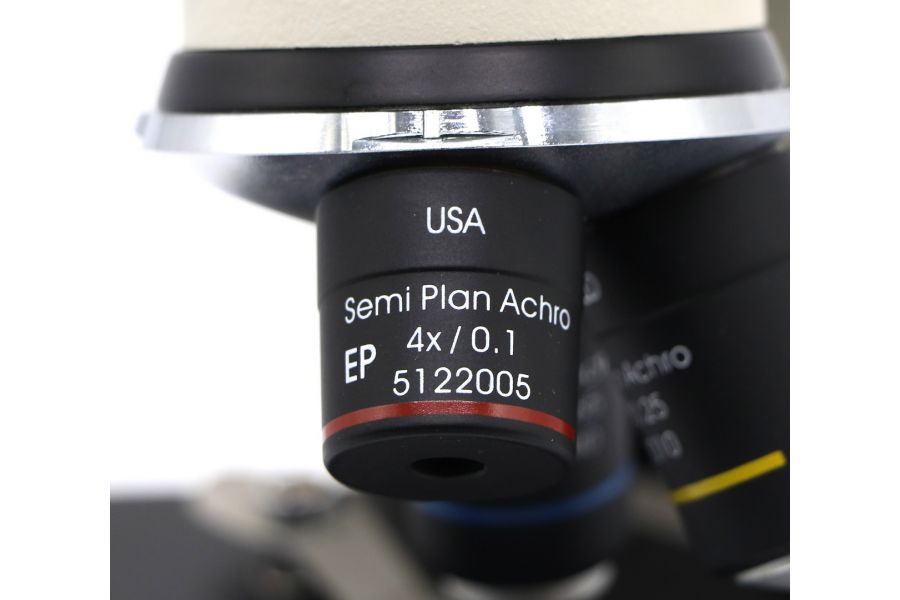 USA
Semi Plan Achro
4x / 0.1
EP
5122005
Achro